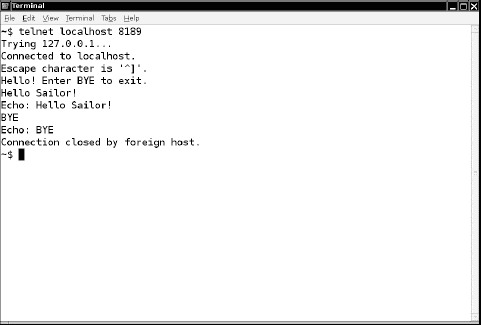 Terminal
File Edit View Terminal Tabs Help
~$ telnet localhost 8189
Trying 127.0.0.1...
Connected to localhost.
Escape character is '^]'.
Hello! Enter BYE to exit.
Hello Sailor!
Echo: Hello Sailor!
BYE
Echo: BYE
Connection closed by foreign host.
~$